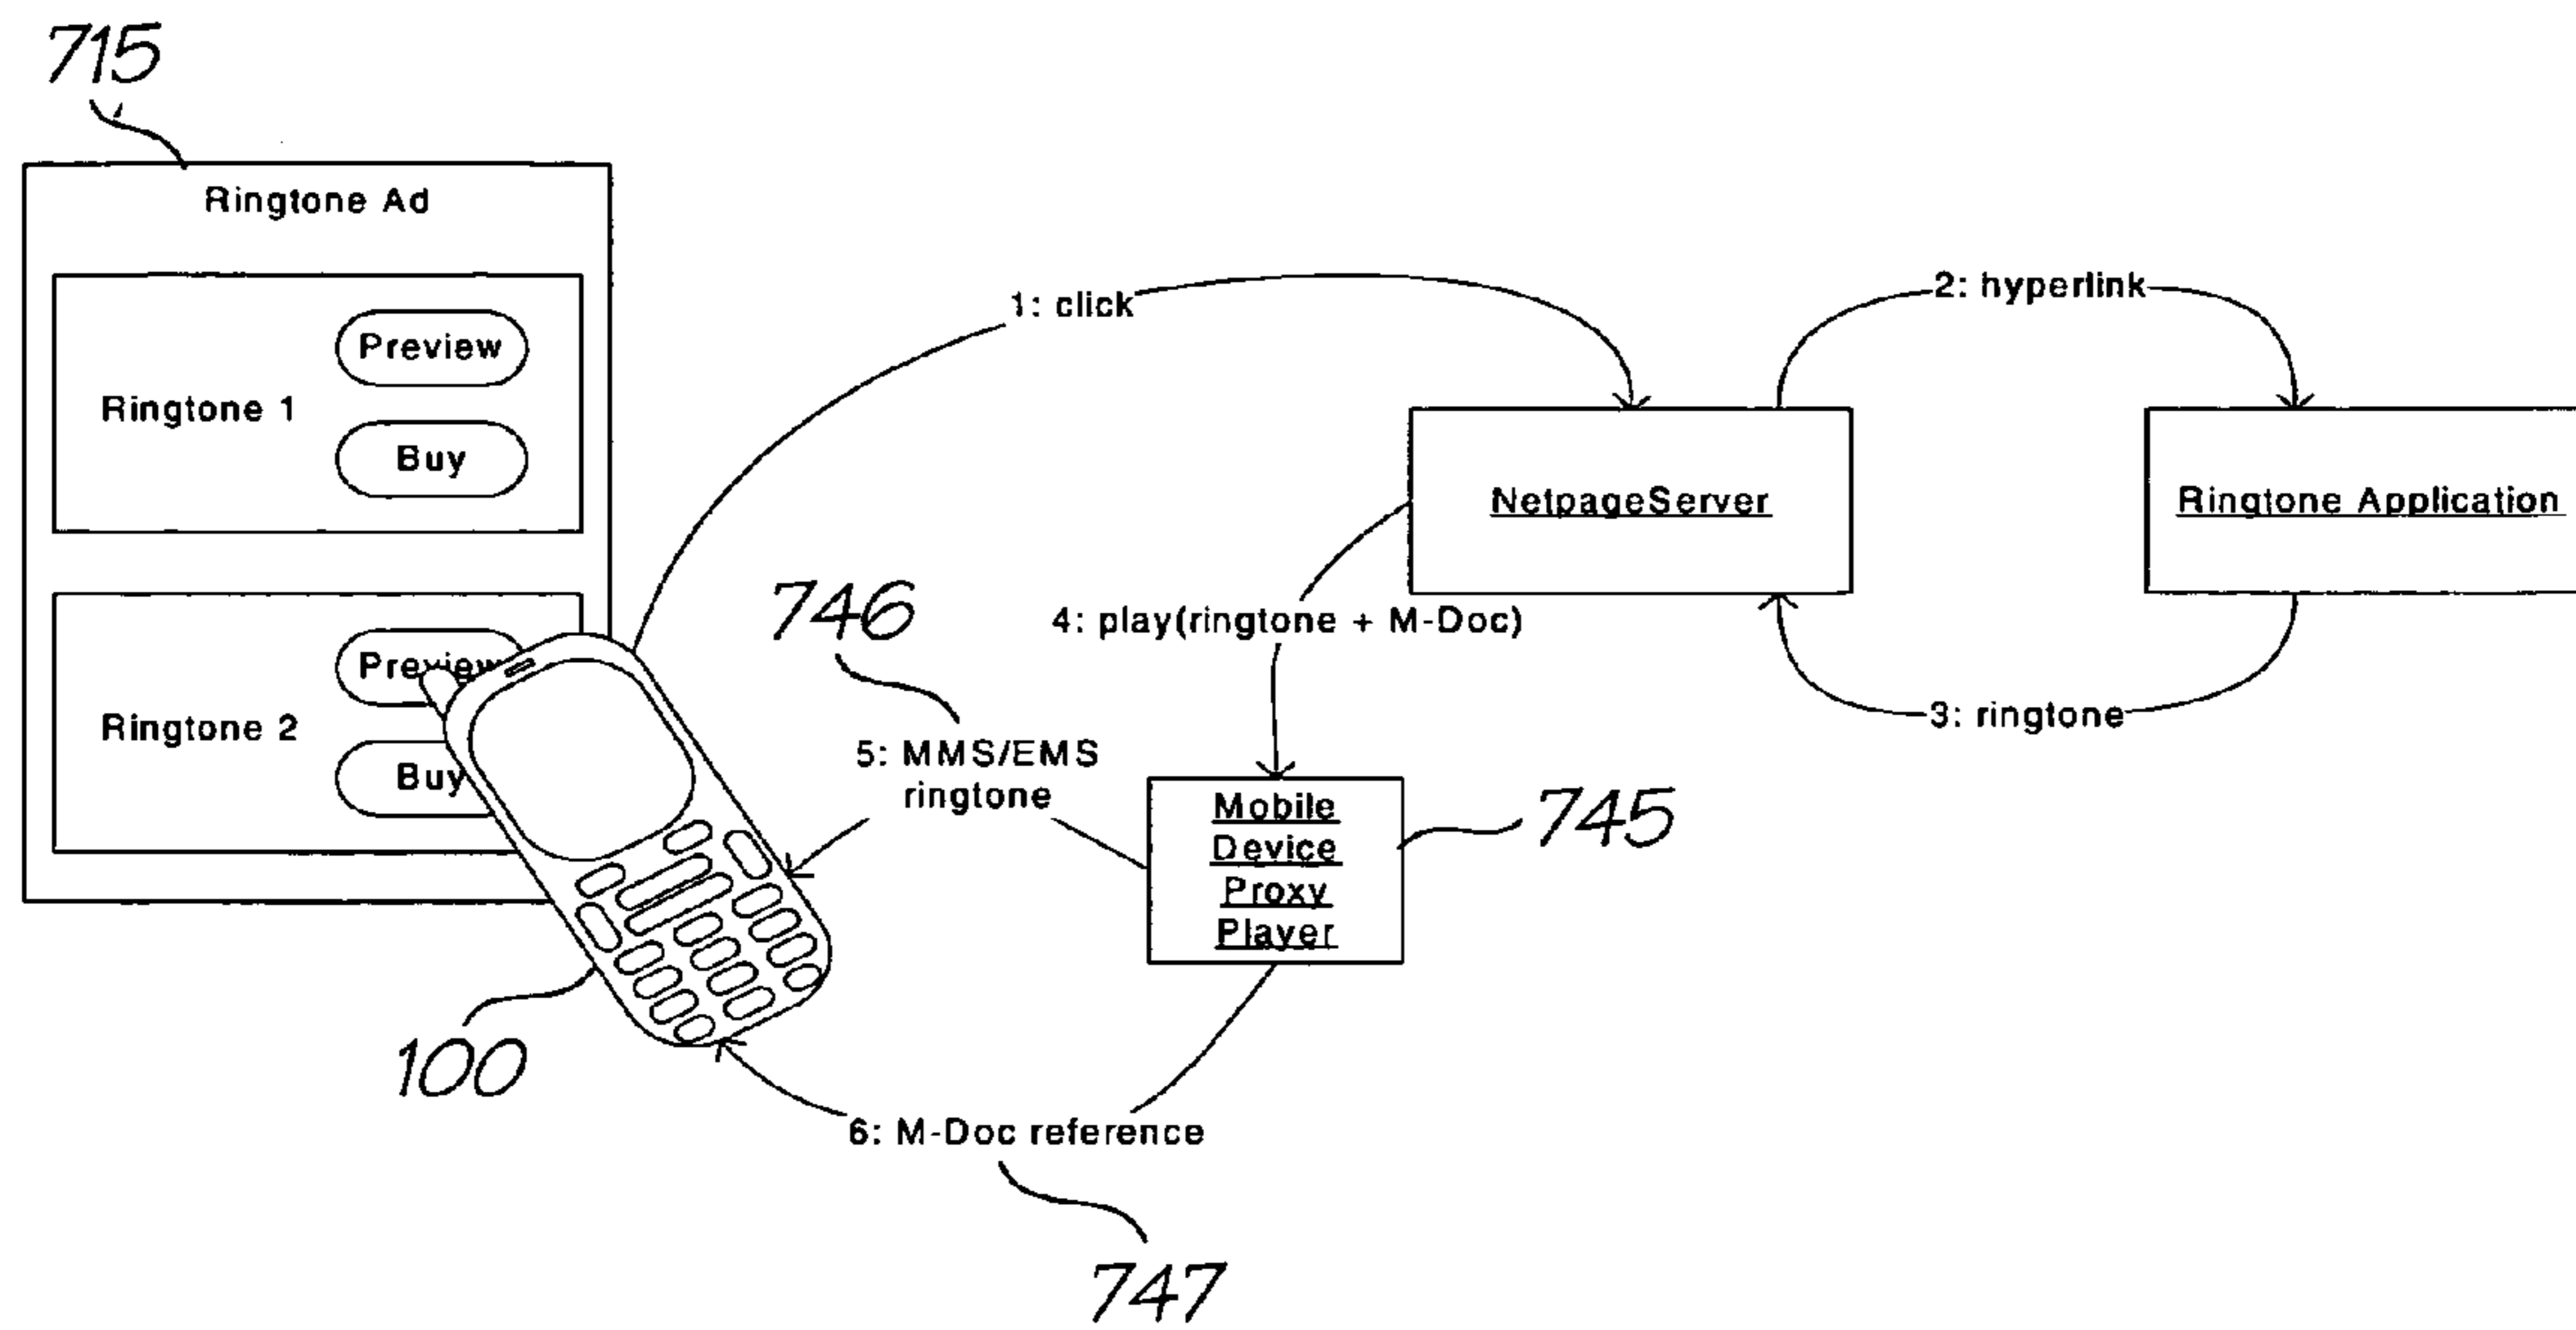 715
Ringtone Ad
Preview
Ringtone 1
Buy
Preview
Ringtone 2
Buy
100
1: click
2: hyperlink
NetpageServer
Ringtone Application
3: ringtone
4: play(ringtone + M-Doc)
746
5: MMS/EMS
ringtone
Mobile
Device
Proxy
Player
745
6: M-Doc reference
747